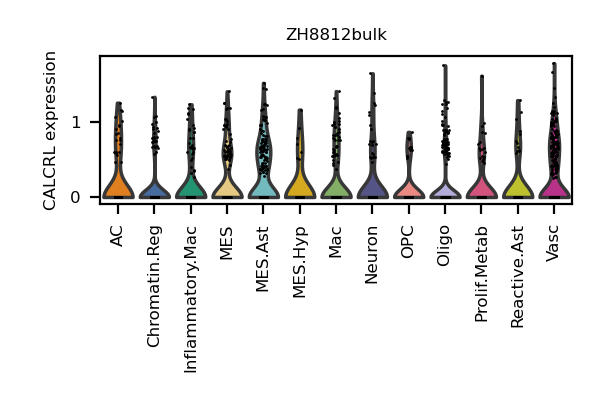 ZH8812bulk
CALCRL expression
1
0
AC
Chromatin.Reg
Inflammatory.Mac
MES
MES.Ast
MES.Hyp
Mac
Neuron
OPC
Oligo
Prolif.Metab
Reactive.Ast
Vasc